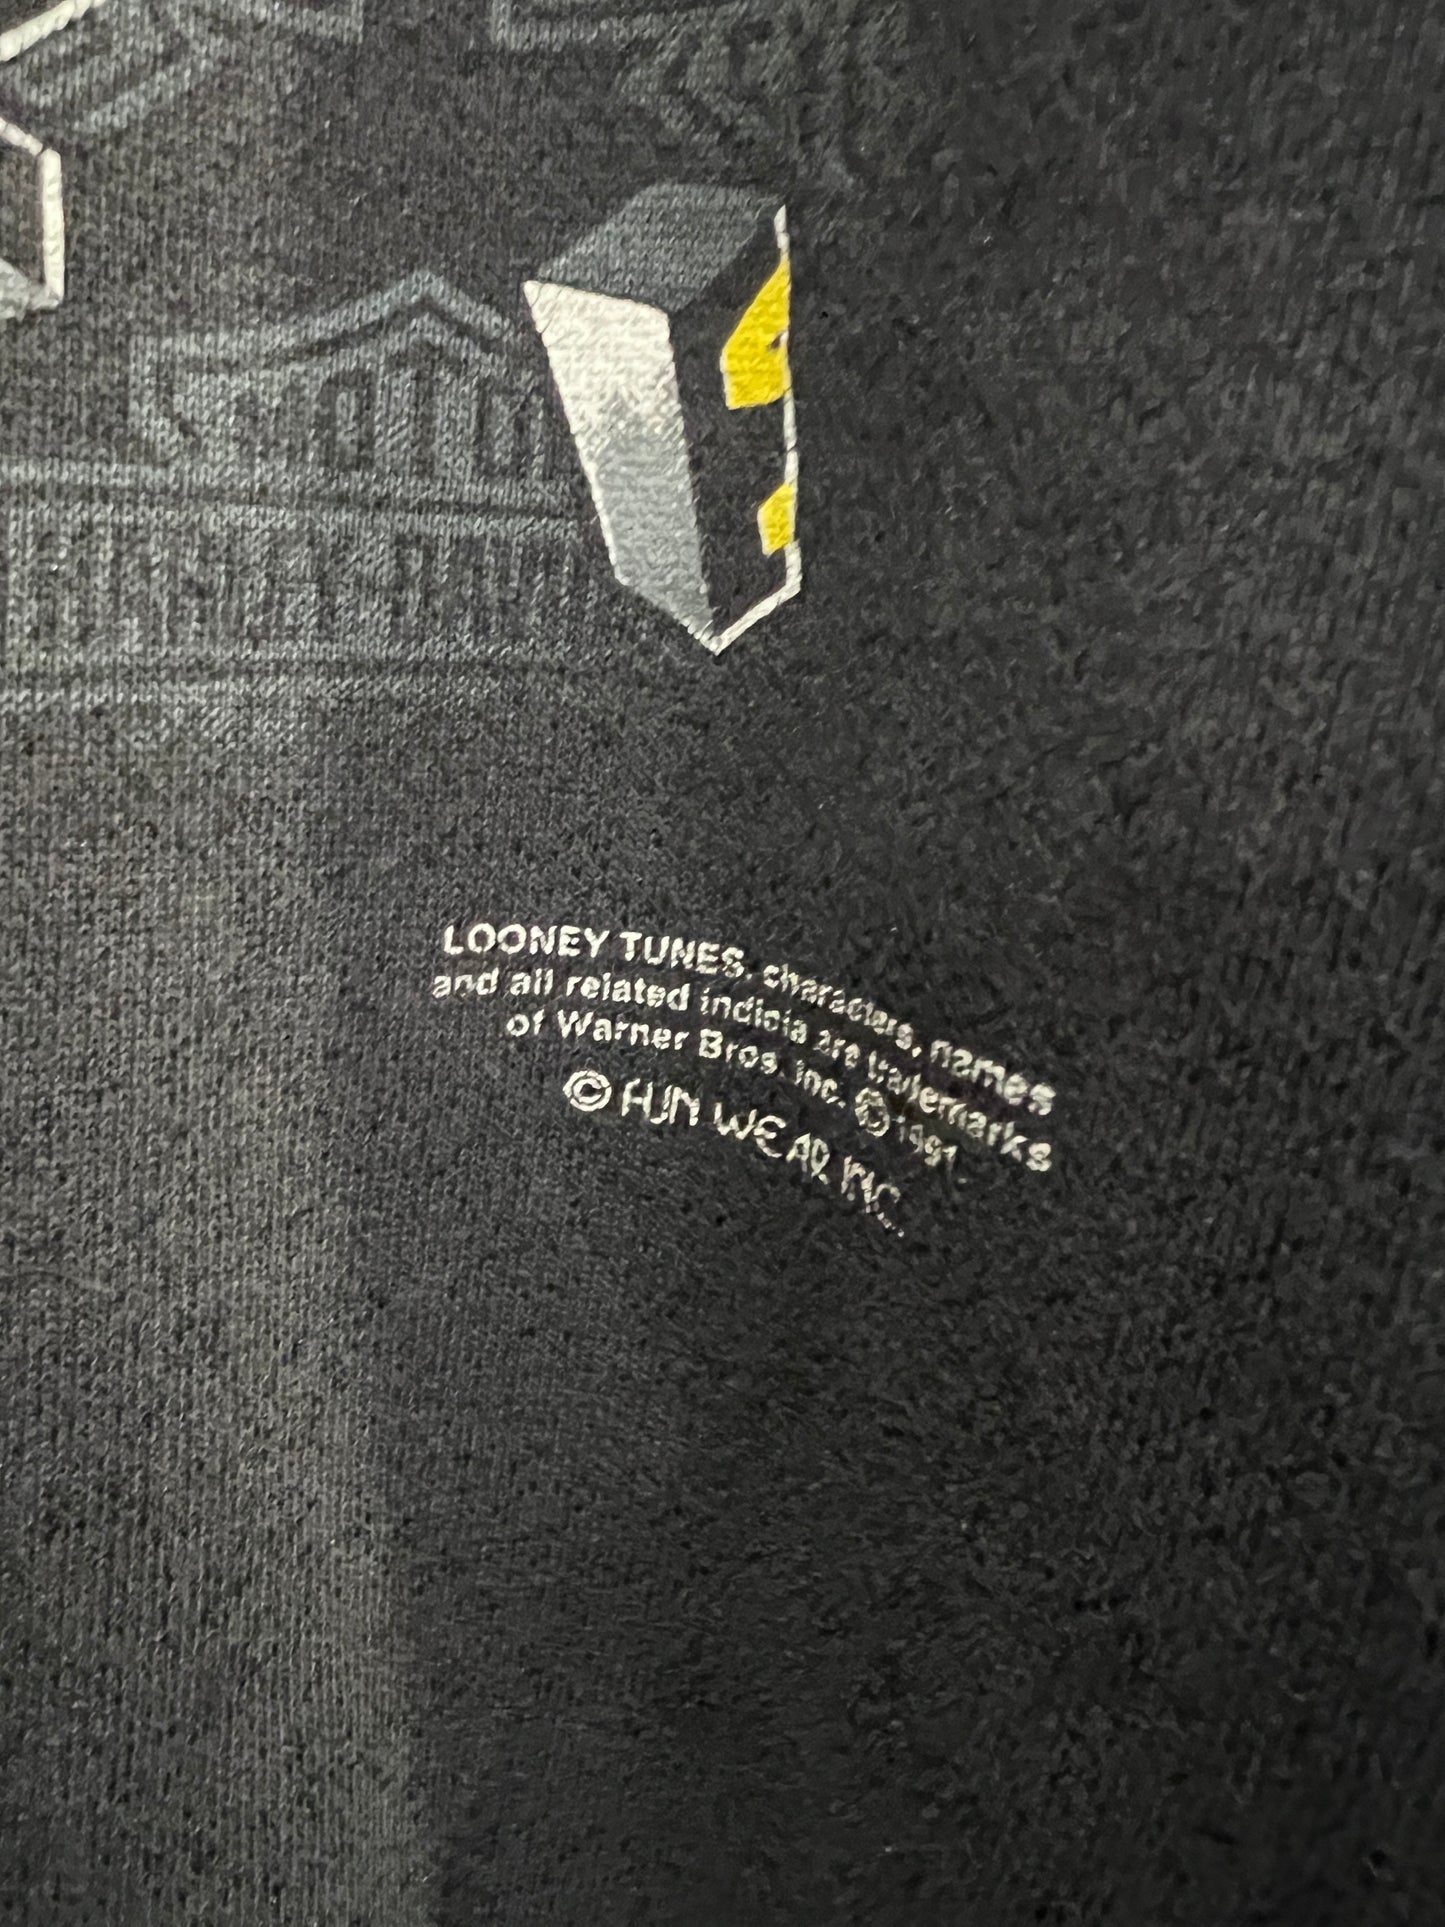 LOONEY TUNES, characters, names
and all related indicia are trademarks
of Warner Bros. Inc. © 1991
© FUN WEAR INC.